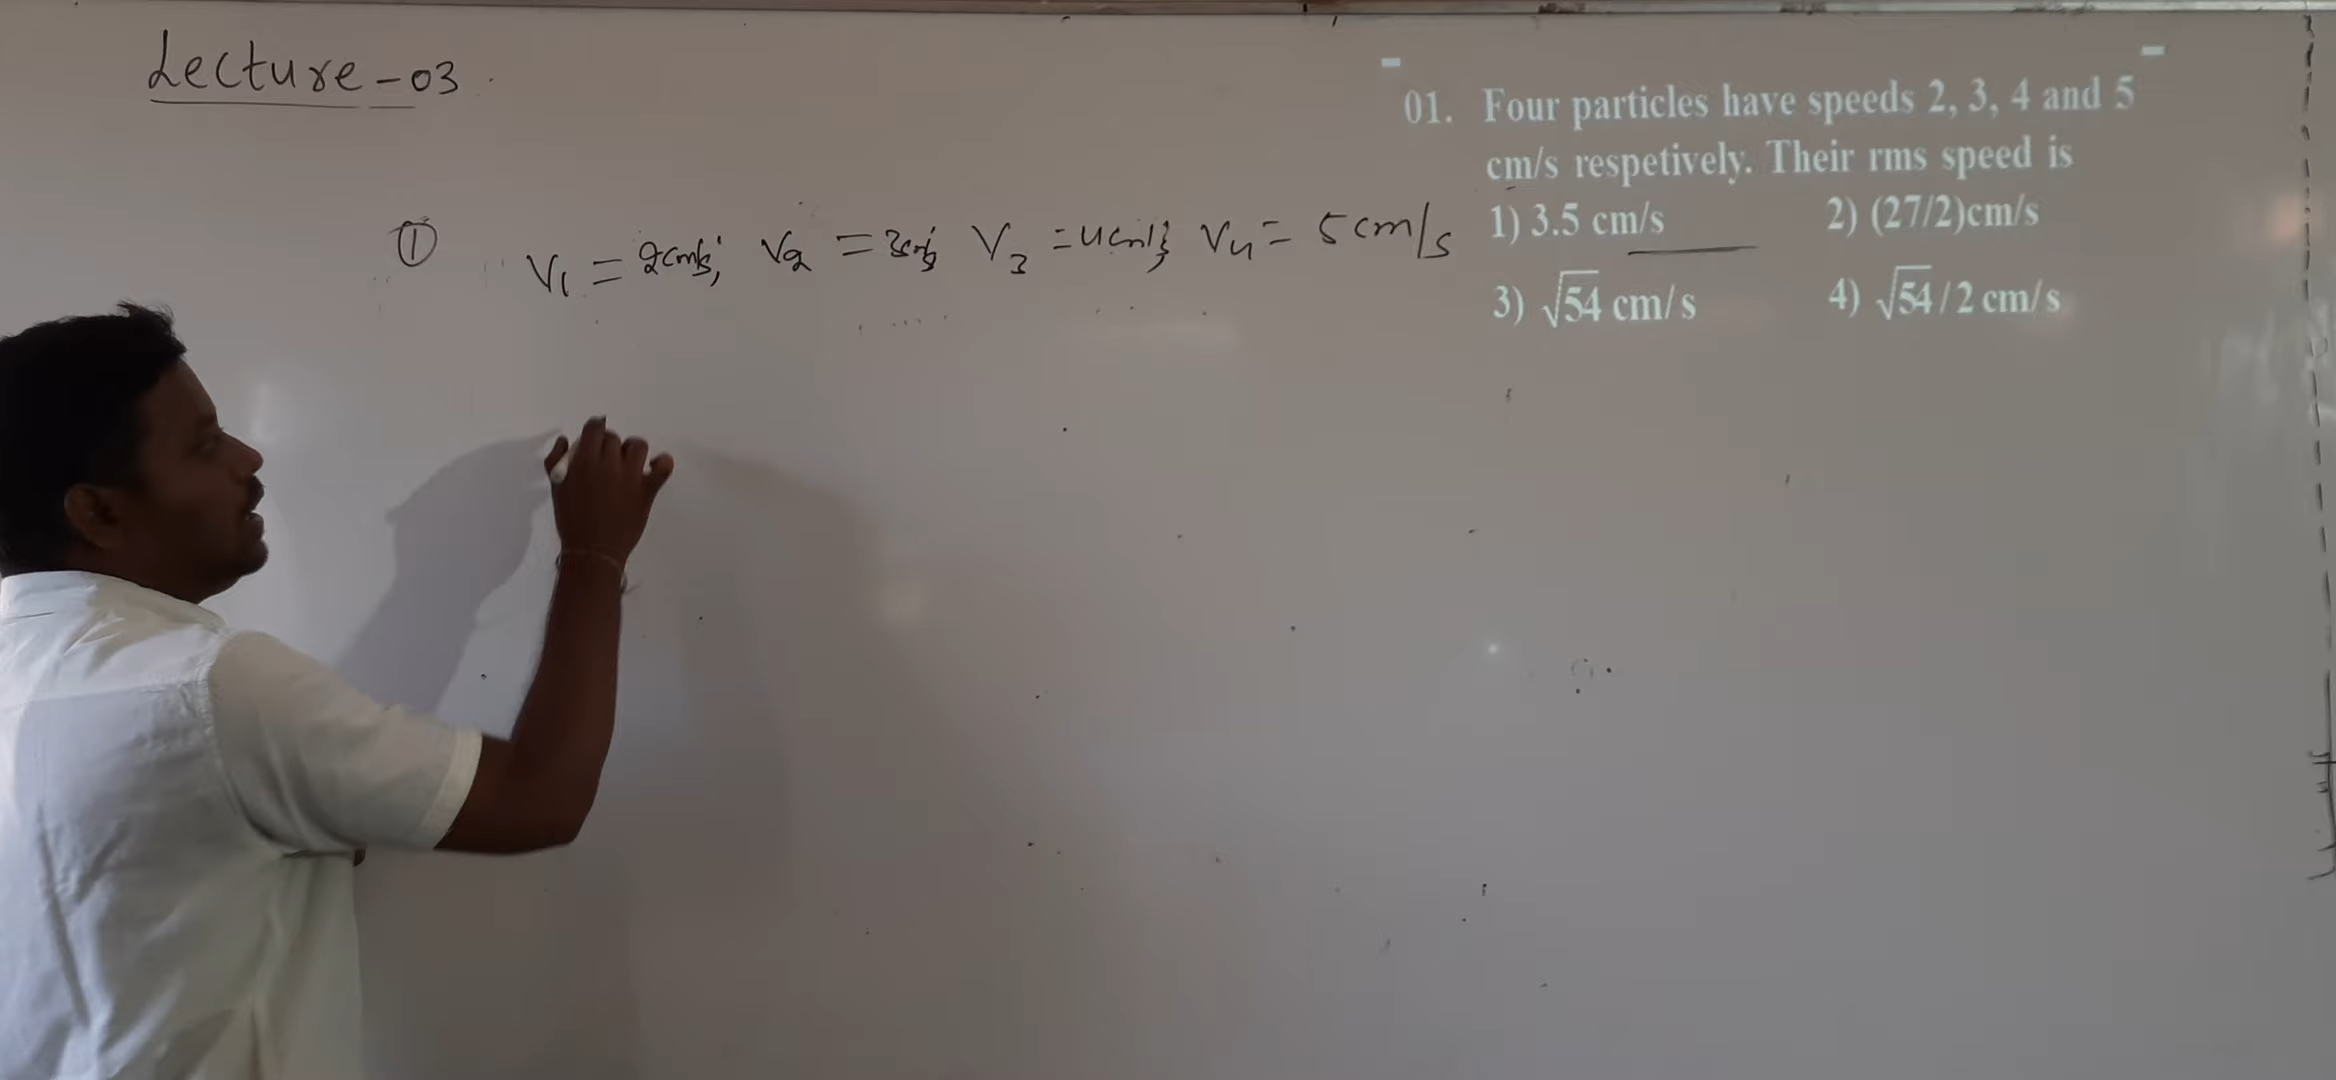 Lecture-03
01. Four particles have speeds 2, 3, 4 and 5
cm/s respetively. Their rms speed is
1) 3.5 cm/s 2) (27/2)cm/s
3) √54 cm/s 4) √54/2 cm/s
① V₁ = 2cm/s; V₂ = 3cm/s; V₃ = 4cm/s; V₄ = 5cm/s